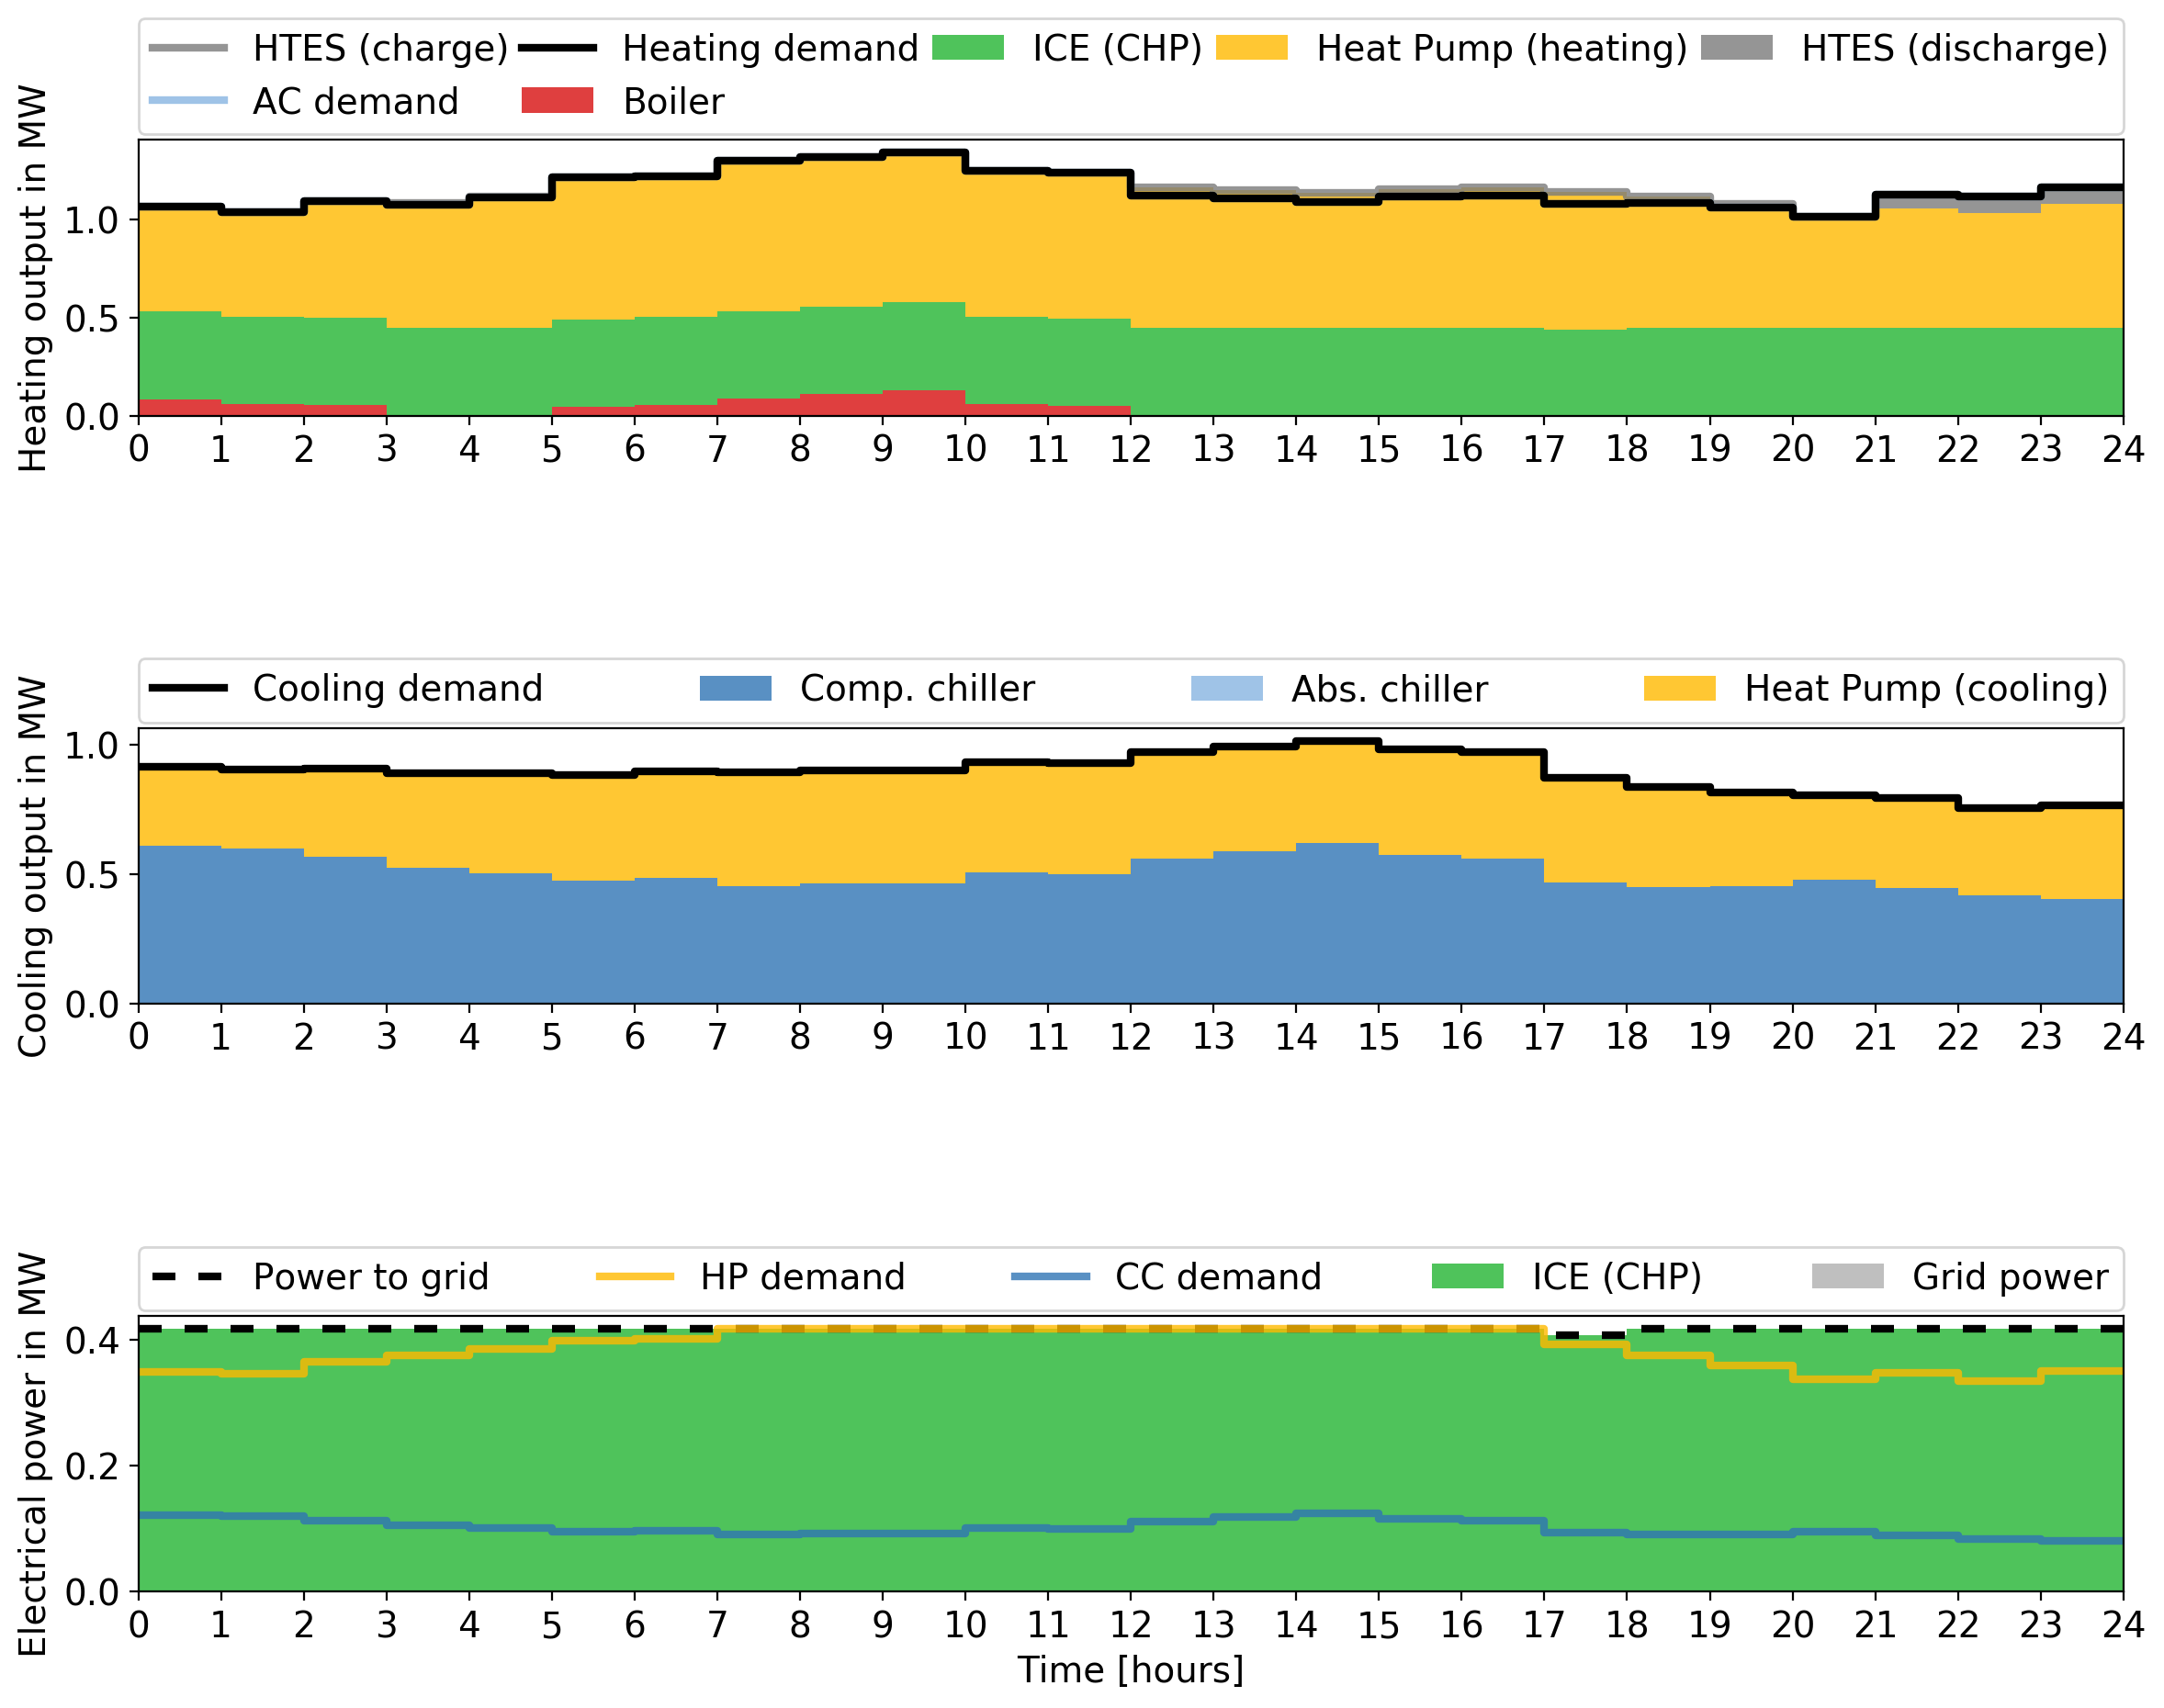 HTES (charge) Heating demand ICE (CHP) Heat Pump (heating) HTES (discharge)
AC demand Boiler
Heating output in MW
1.0
0.5
0.0
0 1 2 3 4 5 6 7 8 9 10 11 12 13 14 15 16 17 18 19 20 21 22 23 24
Cooling demand Comp. chiller Abs. chiller Heat Pump (cooling)
Cooling output in MW
1.0
0.5
0.0
0 1 2 3 4 5 6 7 8 9 10 11 12 13 14 15 16 17 18 19 20 21 22 23 24
Power to grid HP demand CC demand ICE (CHP) Grid power
Electrical power in MW
0.4
0.2
0.0
0 1 2 3 4 5 6 7 8 9 10 11 12 13 14 15 16 17 18 19 20 21 22 23 24
Time [hours]